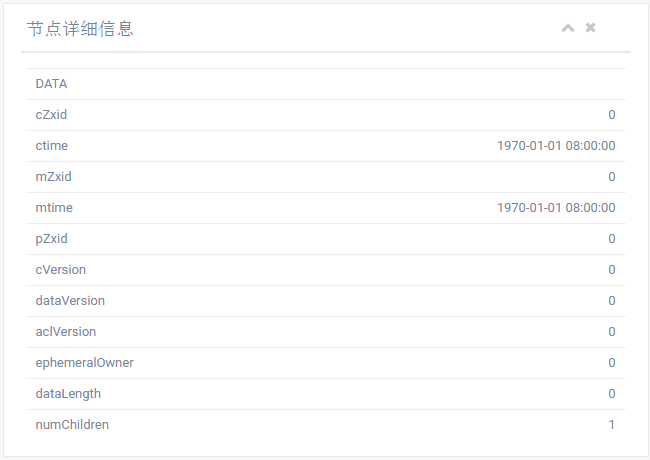 节点详细信息
DATA
cZxid 0
ctime 1970-01-01 08:00:00
mZxid 0
mtime 1970-01-01 08:00:00
pZxid 0
cVersion 0
dataVersion 0
aclVersion 0
ephemeralOwner 0
dataLength 0
numChildren 1